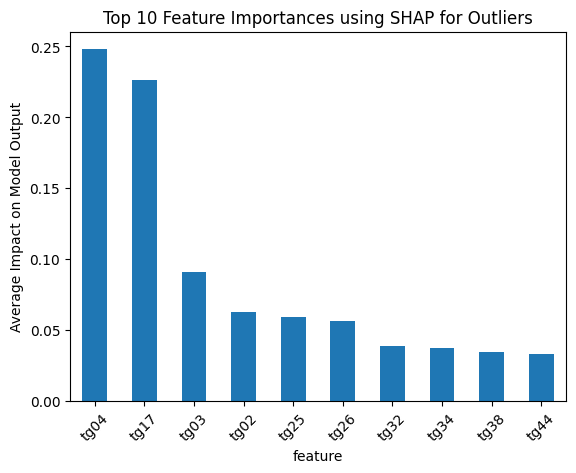 Top 10 Feature Importances using SHAP for Outliers
Average Impact on Model Output
0.25
0.20
0.15
0.10
0.05
0.00
tg04 tg17 tg03 tg02 tg25 tg26 tg32 tg34 tg38 tg44
feature